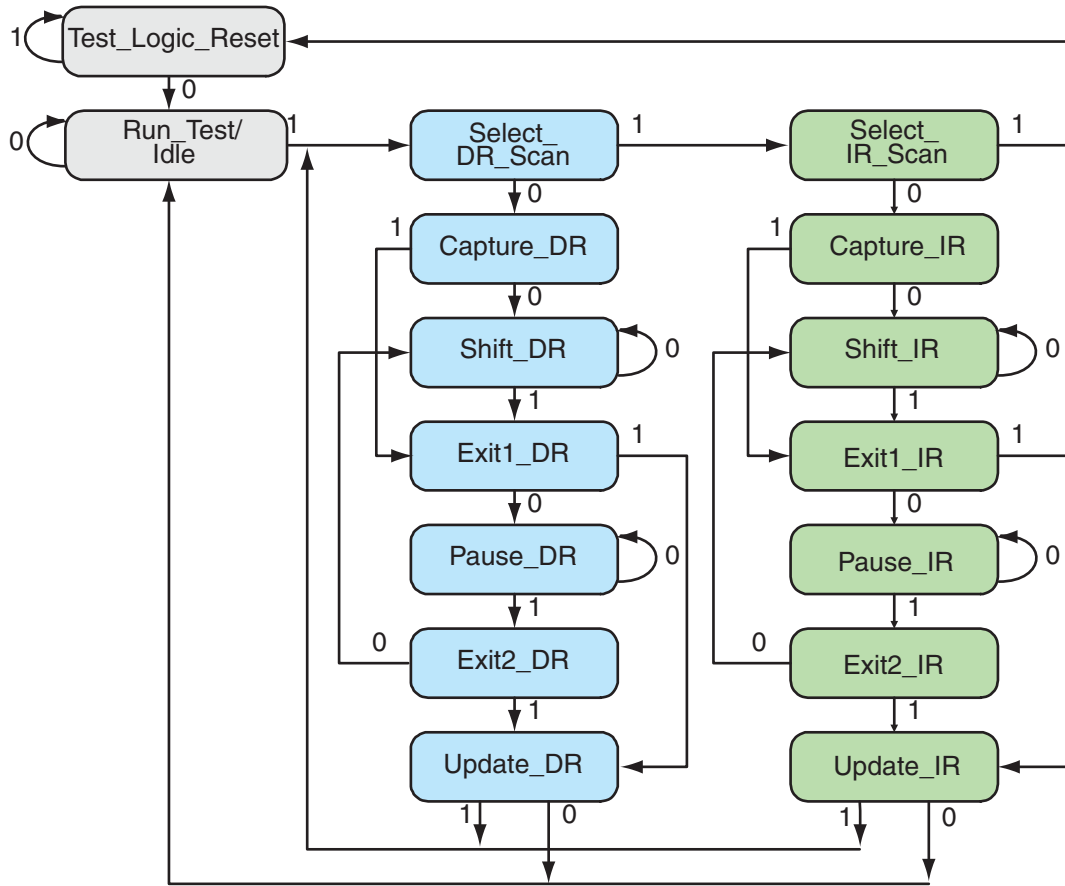 1
Test_Logic_Reset
0
0
Run_Test/
Idle
1
Select_
DR_Scan
1
Select_
IR_Scan
1
0
0
1
Capture_DR
1
Capture_IR
0
0
Shift_DR
0
Shift_IR
0
1
1
Exit1_DR
1
Exit1_IR
1
0
0
Pause_DR
0
Pause_IR
0
1
1
0
Exit2_DR
0
Exit2_IR
1
1
Update_DR
Update_IR
1
0
1
0